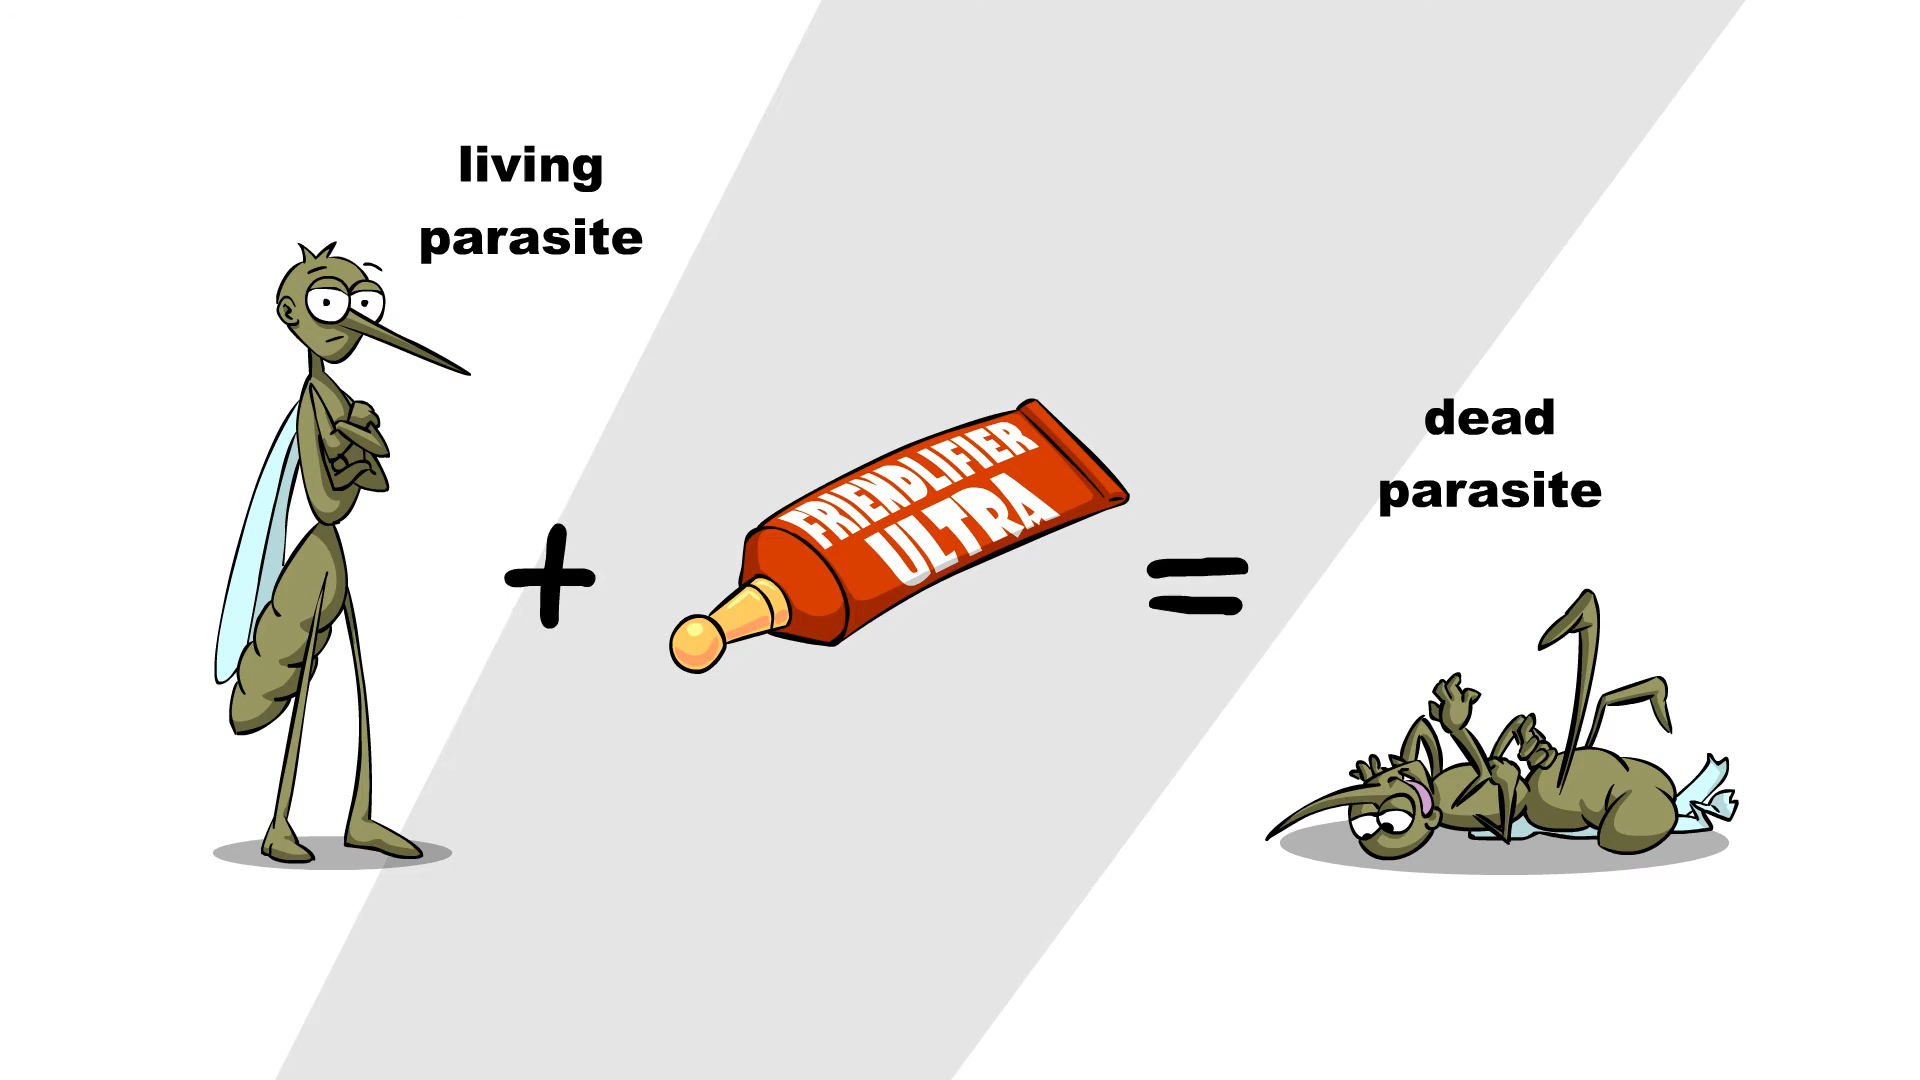 living
parasite
+
FRIENDLIFIER
ULTRA
=
dead
parasite